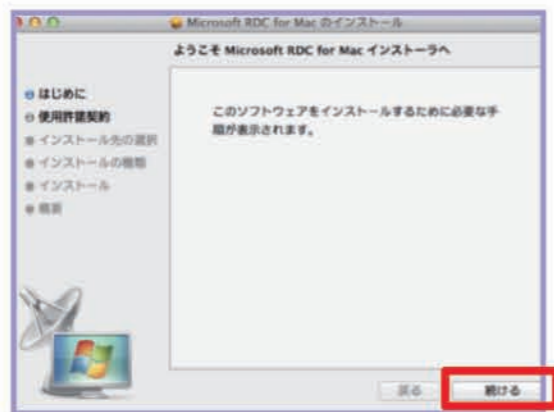 Microsoft RDC for Mac のインストール
ようこそ Microsoft RDC for Mac インストーラへ
はじめに
使用許諾契約
インストール先の選択
インストールの種類
インストール
概要
このソフトウェアをインストールするために必要な手
順が表示されます。
戻る
続ける